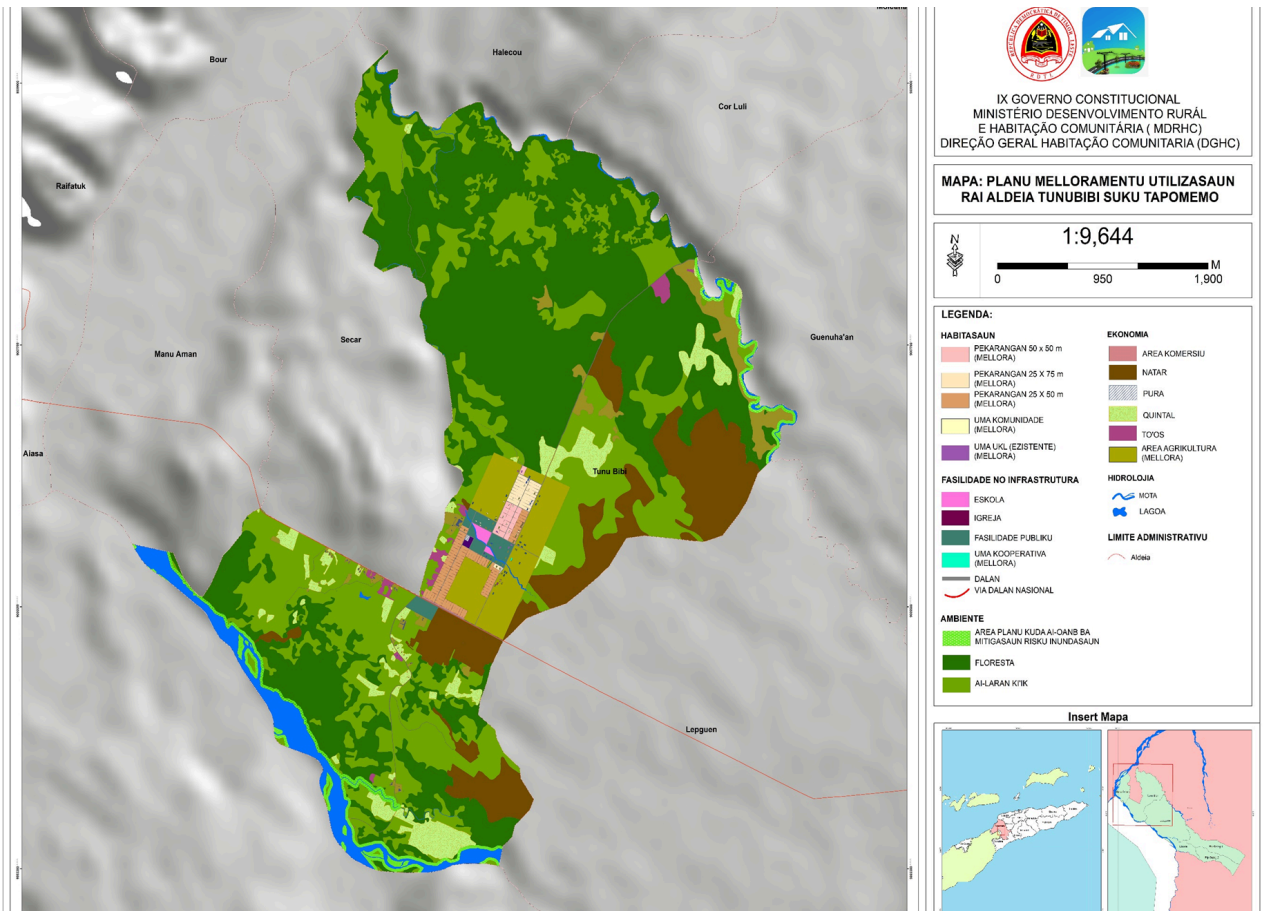 Bour
Halecou
Cor Luli
Raifatuk
Manu Aman
Secar
Guenuha'an
Aiasa
Tunu Bibi
Lepguen
IX GOVERNO CONSTITUCIONAL
MINISTÉRIO DESENVOLVIMENTO RURÁL
E HABITAÇÃO COMUNITÁRIA ( MDRHC)
DIREÇÃO GERAL HABITAÇÃO COMUNITARIA (DGHC)
MAPA: PLANU MELLORAMENTU UTILIZASAUN
RAI ALDEIA TUNUBIBI SUKU TAPOMEMO
N
1:9,644
M
0 950 1,900
LEGENDA:
HABITASAUN
PEKARANGAN 50 x 50 m
(MELLORA)
PEKARANGAN 25 X 75 m
(MELLORA)
PEKARANGAN 25 X 50 m
(MELLORA)
UMA KOMUNIDADE
(MELLORA)
UMA UKL (EZISTENTE)
(MELLORA)
FASILIDADE NO INFRASTRUTURA
ESKOLA
IGREJA
FASILIDADE PUBLIKU
UMA KOOPERATIVA
(MELLORA)
DALAN
VIA DALAN NASIONAL
AMBIENTE
AREA PLANU KUDA AI-OANB BA
MITIGASAUN RISKU INUNDASAUN
FLORESTA
AI-LARAN KI'IK
EKONOMIA
AREA KOMERSIU
NATAR
PURA
QUINTAL
TO'OS
AREA AGRIKULTURA
(MELLORA)
HIDROLOJIA
MOTA
LAGOA
LIMITE ADMINISTRATIVU
Aldeia
Insert Mapa